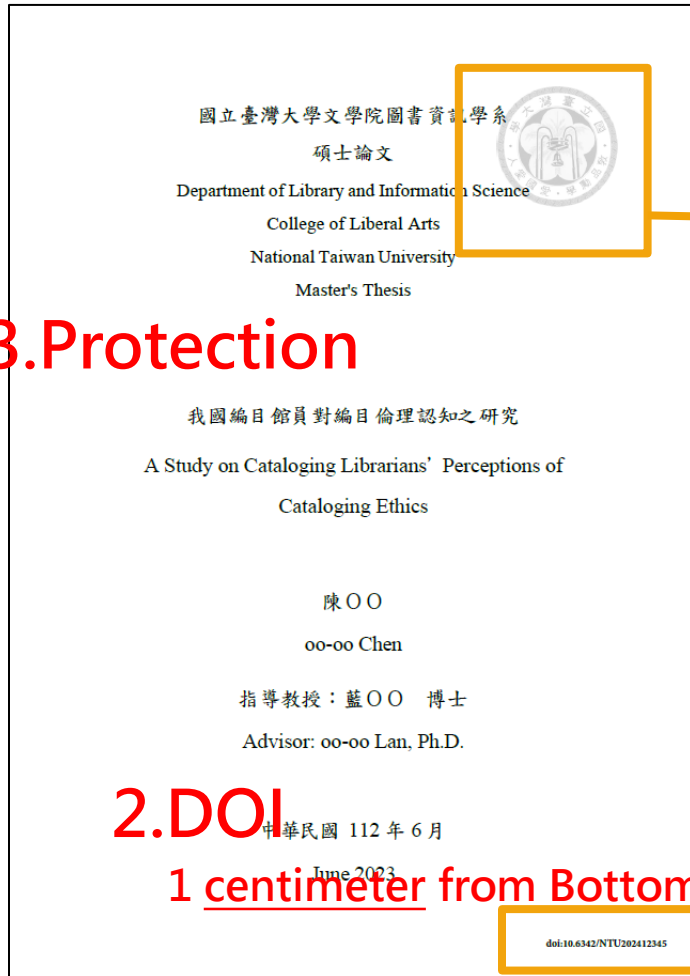 國立臺灣大學文學院圖書資訊學系
碩士論文
Department of Library and Information Science
College of Liberal Arts
National Taiwan University
Master's Thesis
3.Protection
我國編目館員對編目倫理認知之研究
A Study on Cataloging Librarians’ Perceptions of
Cataloging Ethics
陳○○
oo-oo Chen
指導教授：藍○○ 博士
Advisor: oo-oo Lan, Ph.D.
2.DOI
中華民國 112 年 6 月
June 2023
1 centimeter from Bottom
doi:10.6342/NTU202412345